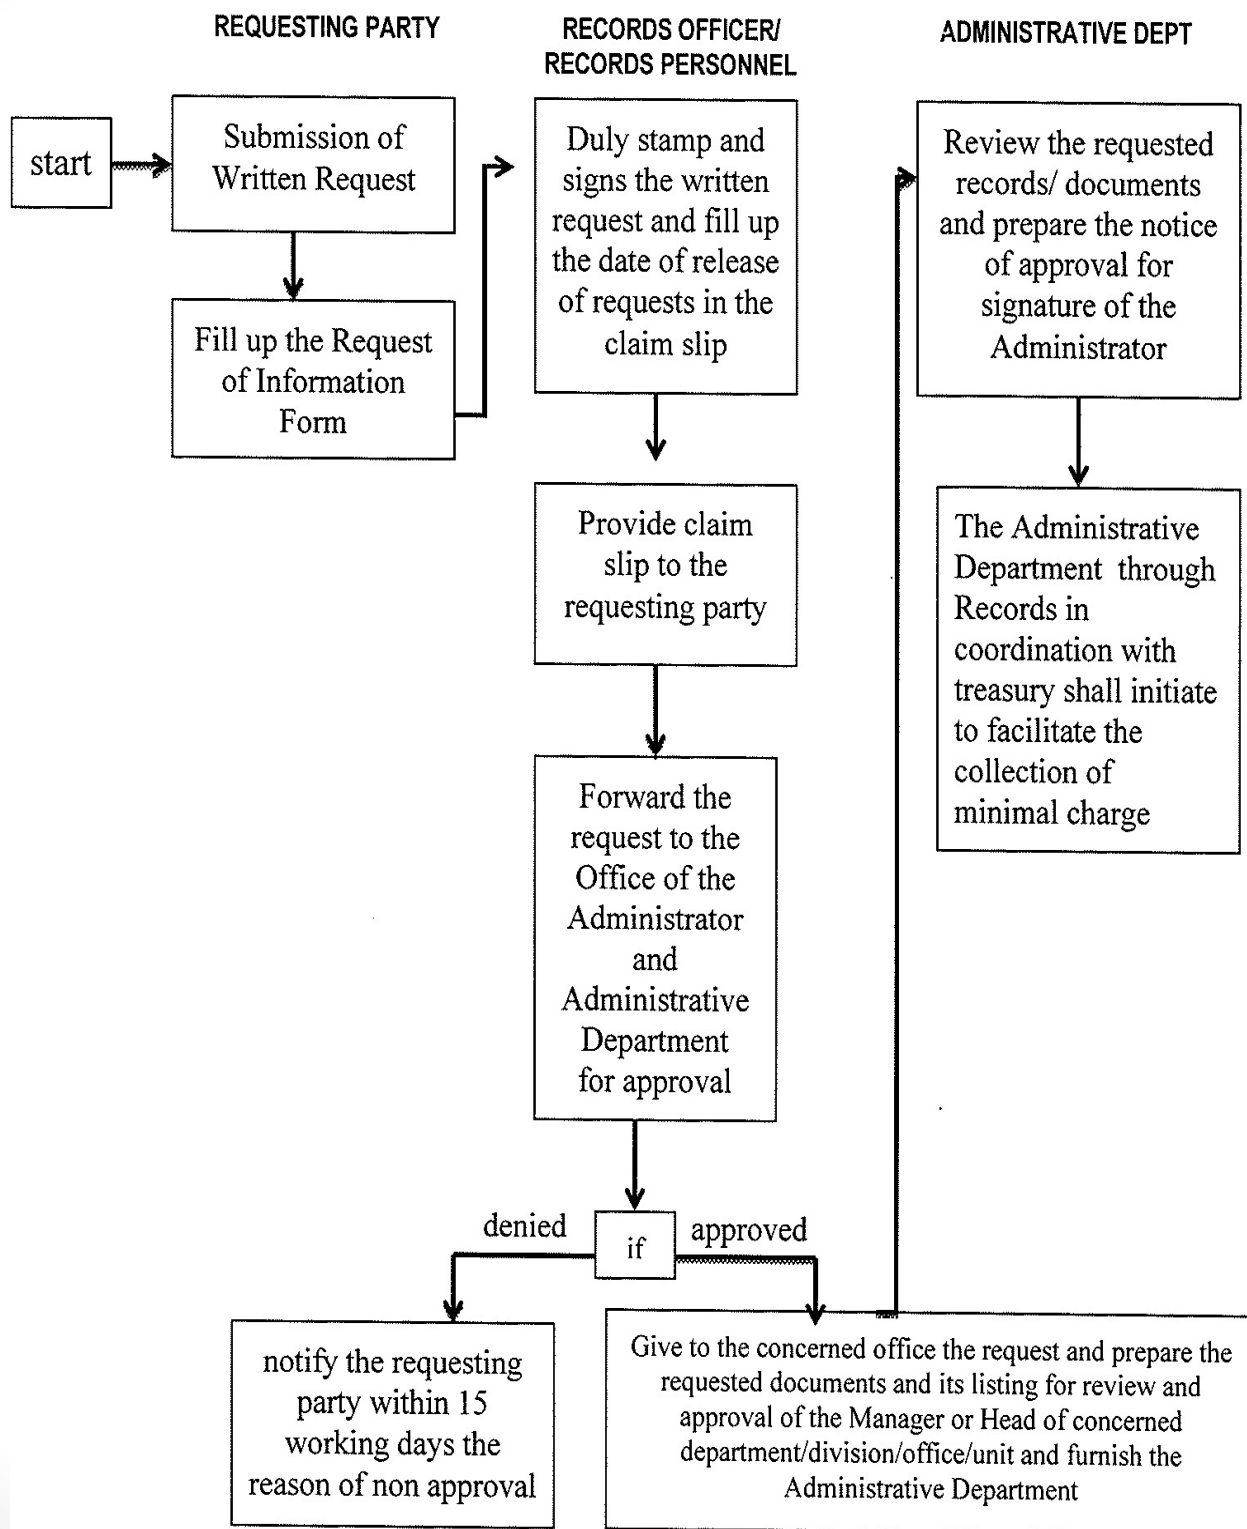 REQUESTING PARTY
RECORDS OFFICER/
RECORDS PERSONNEL
ADMINISTRATIVE DEPT
start
Submission of
Written Request
Fill up the Request
of Information
Form
Duly stamp and
signs the written
request and fill up
the date of release
of requests in the
claim slip
Provide claim
slip to the
requesting party
Forward the
request to the
Office of the
Administrator
and
Administrative
Department
for approval
if
denied
approved
notify the requesting
party within 15
working days the
reason of non approval
Give to the concerned office the request and prepare the
requested documents and its listing for review and
approval of the Manager or Head of concerned
department/division/office/unit and furnish the
Administrative Department
Review the requested
records/ documents
and prepare the notice
of approval for
signature of the
Administrator
The Administrative
Department through
Records in
coordination with
treasury shall initiate
to facilitate the
collection of
minimal charge